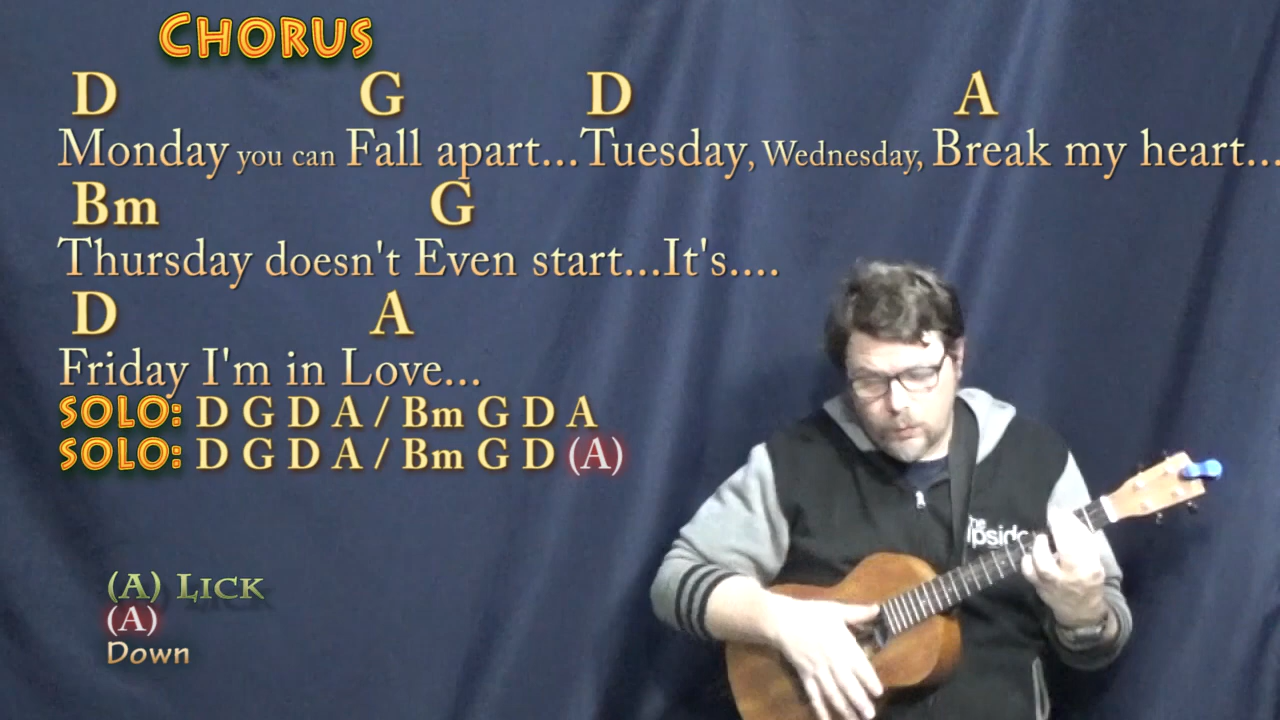 CHORUS
D G D A
Monday you can Fall apart...Tuesday, Wednesday, Break my heart...
Bm G
Thursday doesn't Even start...It's....
D A
Friday I'm in Love...
SOLO: D G D A / Bm G D A
SOLO: D G D A / Bm G D (A)
(A) LICK
(A)
Down